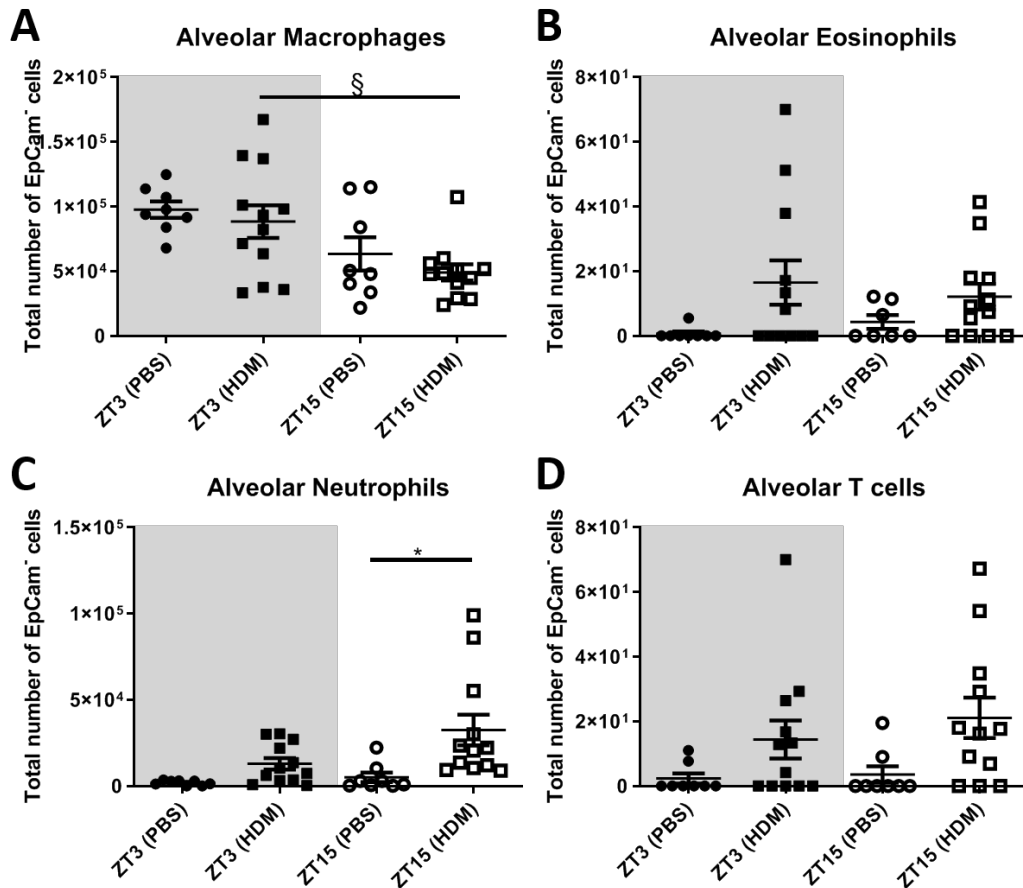 A
Alveolar Macrophages
Total number of EpCam⁻ cells
2×10⁵
1.5×10⁵
1×10⁵
5×10⁴
0
§
ZT3 (PBS)
ZT3 (HDM)
ZT15 (PBS)
ZT15 (HDM)
B
Alveolar Eosinophils
Total number of EpCam⁻ cells
8×10¹
6×10¹
4×10¹
2×10¹
0
ZT3 (PBS)
ZT3 (HDM)
ZT15 (PBS)
ZT15 (HDM)
C
Alveolar Neutrophils
Total number of EpCam⁻ cells
1.5×10⁵
1×10⁵
5×10⁴
0
*
ZT3 (PBS)
ZT3 (HDM)
ZT15 (PBS)
ZT15 (HDM)
D
Alveolar T cells
Total number of EpCam⁻ cells
8×10¹
6×10¹
4×10¹
2×10¹
0
ZT3 (PBS)
ZT3 (HDM)
ZT15 (PBS)
ZT15 (HDM)